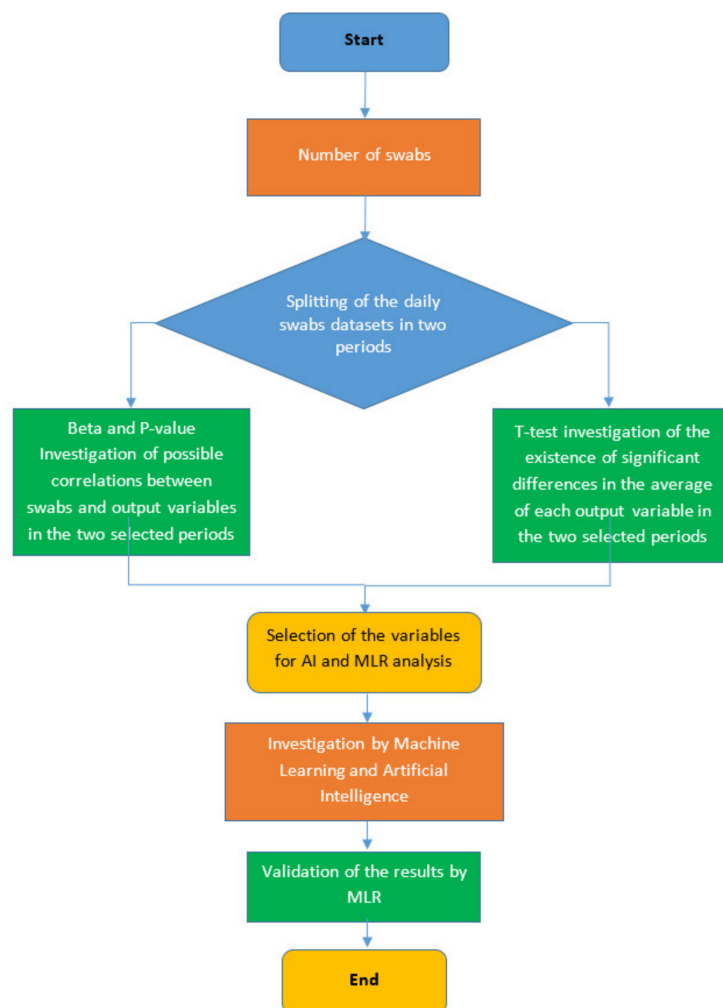 Start
Number of swabs
Splitting of the daily
swabs datasets in two
periods
Beta and P-value
Investigation of possible
correlations between
swabs and output variables
in the two selected periods
T-test investigation of the
existence of significant
differences in the average
of each output variable in
the two selected periods
Selection of the variables
for AI and MLR analysis
Investigation by Machine
Learning and Artificial
Intelligence
Validation of the results by
MLR
End